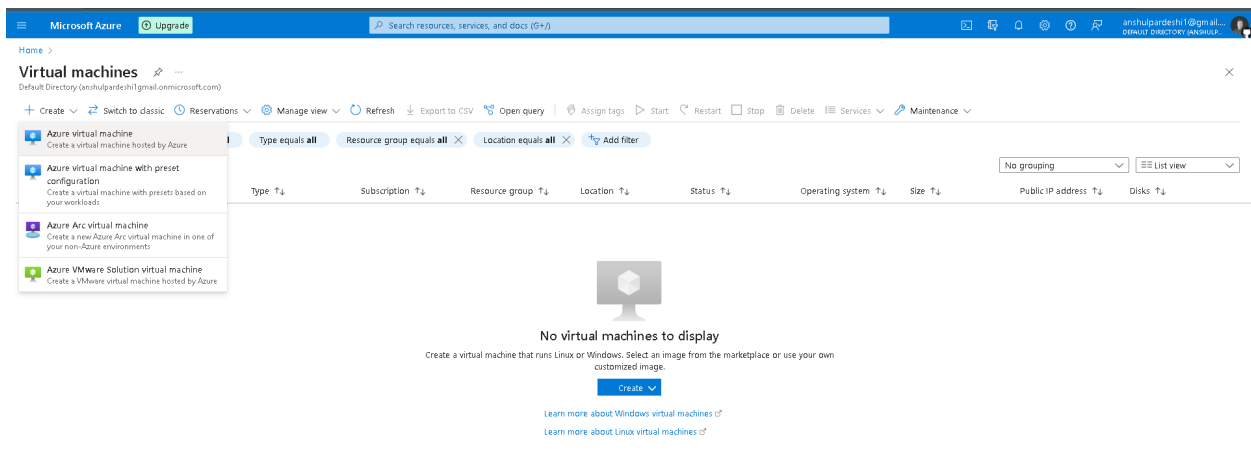 Microsoft Azure
Upgrade
Search resources, services, and docs (G+/)
anshulpardeshi1@gmail....
DEFAULT DIRECTORY (ANSHULP...
Home >
Virtual machines
Default Directory (anshulpardeshi1gmail.onmicrosoft.com)
Create Switch to classic Reservations Manage view Refresh Export to CSV Open query Assign tags Start Restart Stop Delete Services Maintenance
Azure virtual machine
Create a virtual machine hosted by Azure
Azure virtual machine with preset
configuration
Create a virtual machine with presets based on
your workloads
Azure Arc virtual machine
Create a new Azure Arc virtual machine in one of
your non-Azure environments
Azure VMware Solution virtual machine
Create a VMware virtual machine hosted by Azure
Type equals all Resource group equals all Location equals all Add filter
No grouping List view
Type Subscription Resource group Location Status Operating system Size Public IP address Disks
No virtual machines to display
Create a virtual machine that runs Linux or Windows. Select an image from the marketplace or use your own
customized image.
Create
Learn more about Windows virtual machines
Learn more about Linux virtual machines